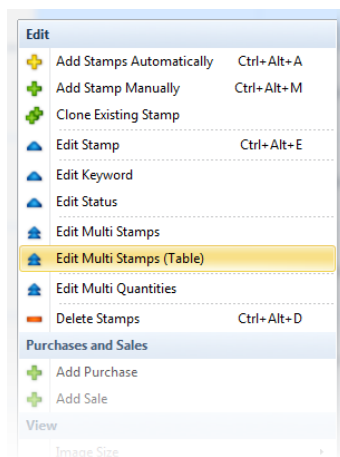 Edit
Add Stamps Automatically Ctrl+Alt+A
Add Stamp Manually Ctrl+Alt+M
Clone Existing Stamp
Edit Stamp Ctrl+Alt+E
Edit Keyword
Edit Status
Edit Multi Stamps
Edit Multi Stamps (Table)
Edit Multi Quantities
Delete Stamps Ctrl+Alt+D
Purchases and Sales
Add Purchase
Add Sale
View
Image Size